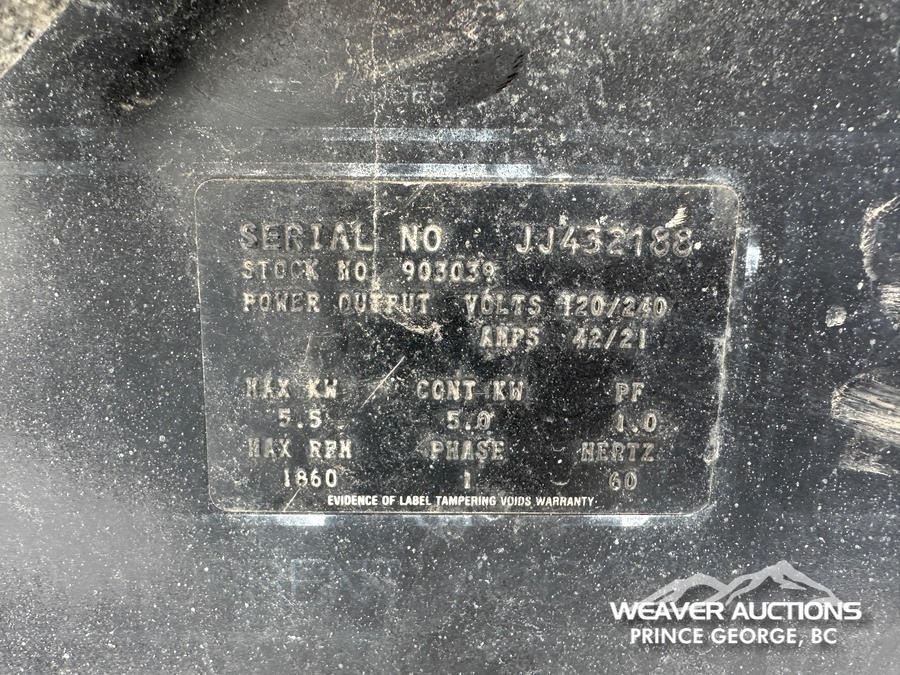 SERIAL NO JJ432188
STOCK NO. 903039
POWER OUTPUT VOLTS 120/240
AMPS 42/21
MAX KW CONT KW PF
5.5 5.0 1.0
MAX RPM PHASE HERTZ
1860 1 60
EVIDENCE OF LABEL TAMPERING VOIDS WARRANTY
WEAVER AUCTIONS
PRINCE GEORGE, BC